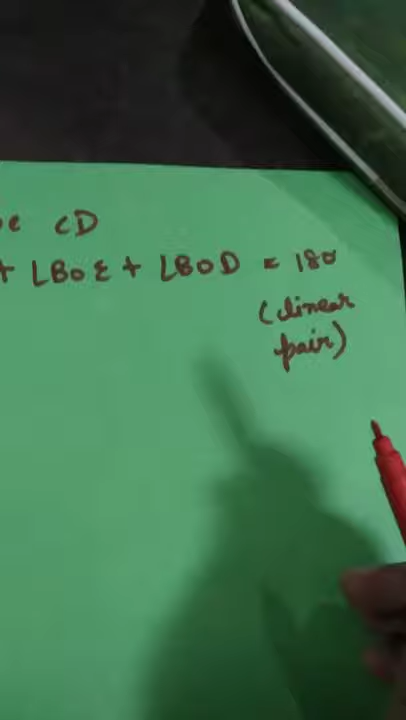 CD
+ ∠BOE + ∠BOD = 180
(linear
pair)